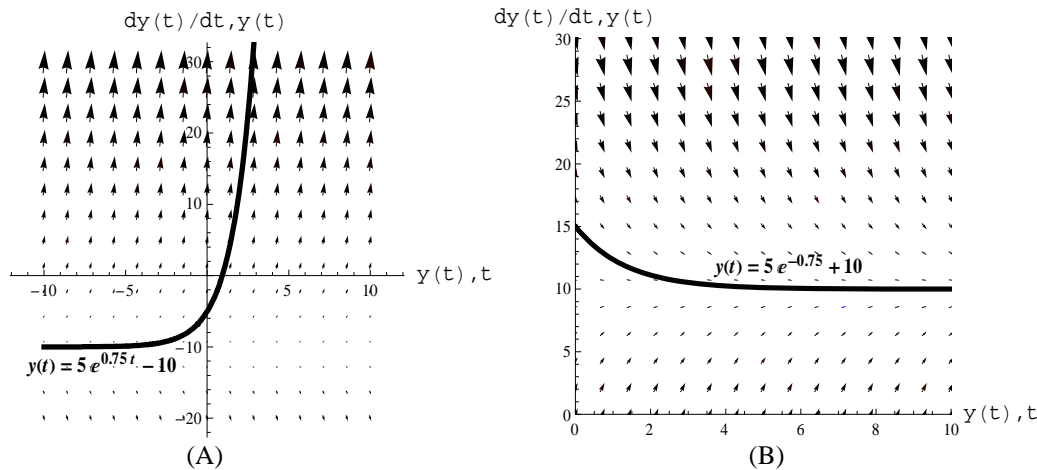 dy(t)/dt,y(t)
30
20
10
-10
-5
5
10
y(t),t
-10
-20
y(t) = 5 e^{0.75 t} – 10
(A)
dy(t)/dt,y(t)
30
25
20
15
10
5
0
y(t) = 5 e^{-0.75} + 10
0 2 4 6 8 10
y(t),t
(B)